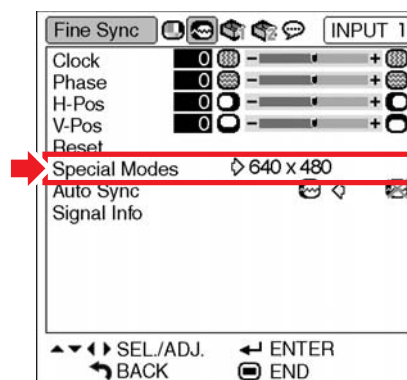 Fine Sync INPUT 1
Clock 0 - +
Phase 0 - +
H-Pos 0 - +
V-Pos 0 - +
Reset
Special Modes 640 x 480
Auto Sync
Signal Info
SEL./ADJ. ENTER
BACK END